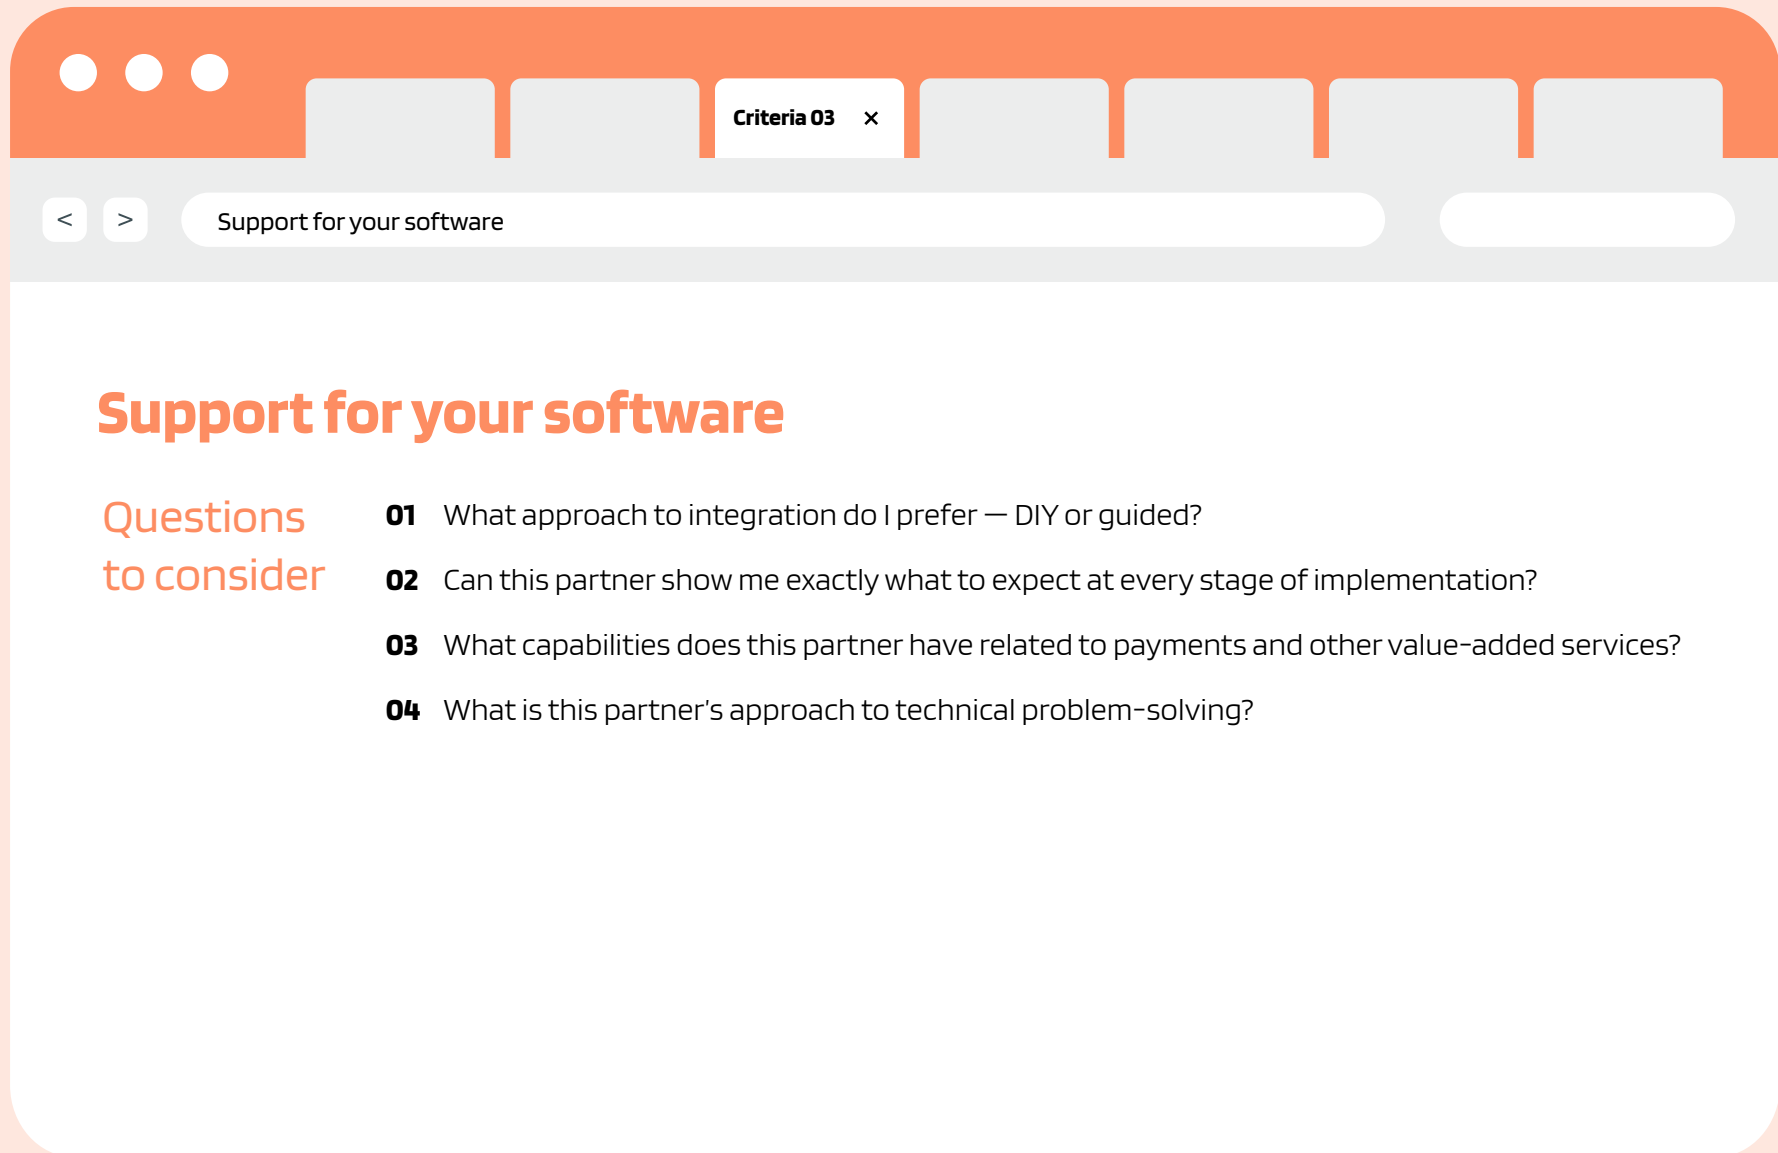 Criteria 03 ×
< > Support for your software
Support for your software
Questions
to consider
01 What approach to integration do I prefer — DIY or guided?
02 Can this partner show me exactly what to expect at every stage of implementation?
03 What capabilities does this partner have related to payments and other value-added services?
04 What is this partner’s approach to technical problem-solving?